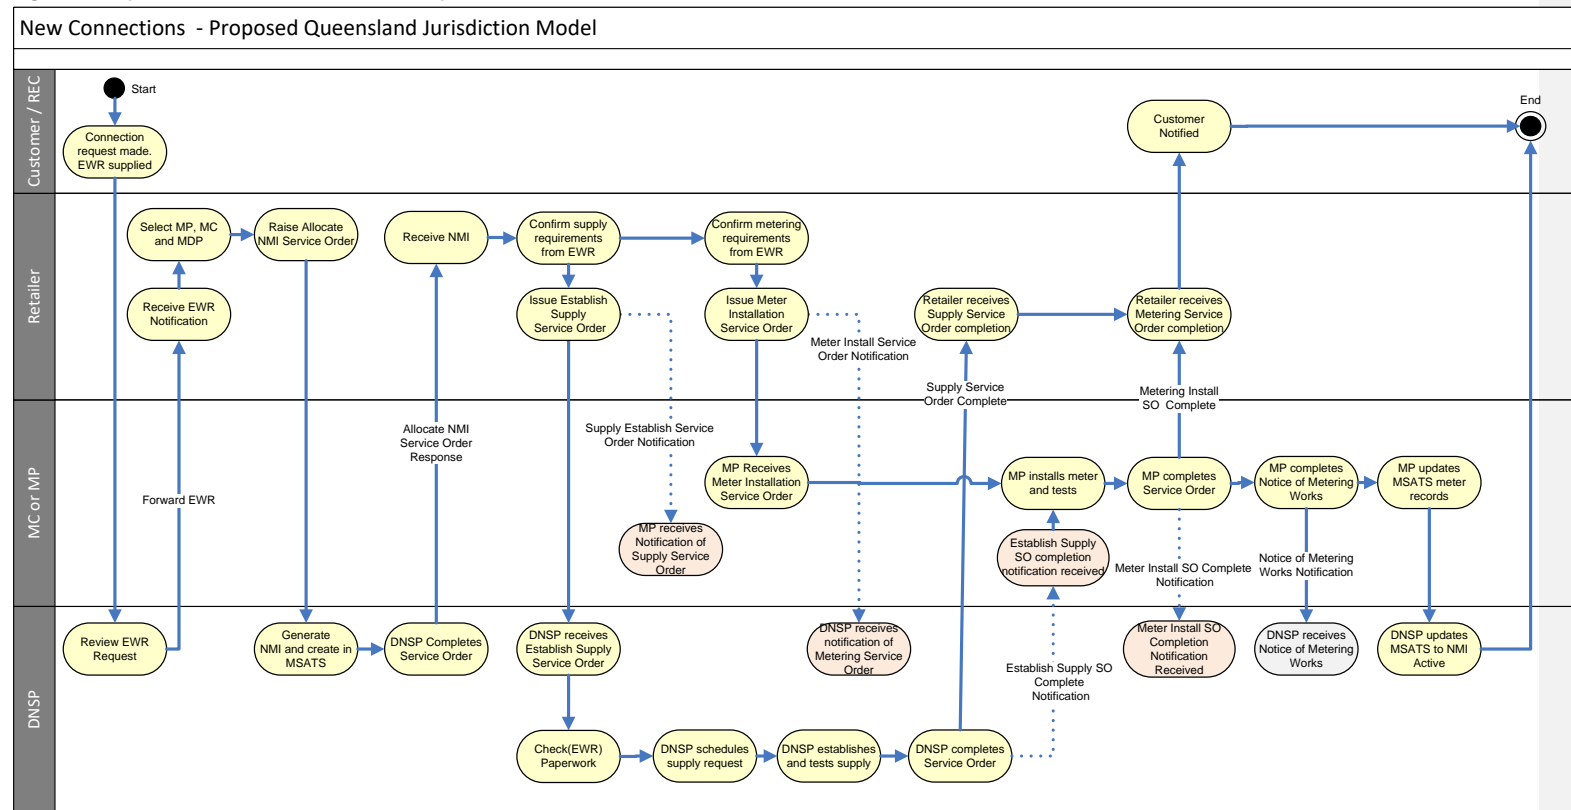 New Connections - Proposed Queensland Jurisdiction Model
Customer / REC
Start
Connection
request made.
EWR supplied
Customer
Notified
End
Retailer
Select MP, MC
and MDP
Raise Allocate
NMI Service Order
Receive NMI
Confirm supply
requirements
from EWR
Confirm metering
requirements
from EWR
Receive EWR
Notification
Issue Establish
Supply
Service Order
Issue Meter
Installation
Service Order
Meter Install Service
Order Notification
Retailer receives
Supply Service
Order completion
Retailer receives
Metering Service
Order completion
Supply Service
Order Complete
Metering Install
SO Complete
MC or MP
Forward EWR
Allocate NMI
Service Order
Response
Supply Establish Service
Order Notification
MP Receives
Meter Installation
Service Order
MP installs meter
and tests
MP completes
Service Order
MP completes
Notice of Metering
Works
MP updates
MSATS meter
records
MP receives
Notification of
Supply Service
Order
Establish Supply
SO completion
notification received
Meter Install SO Complete
Notification
Notice of Metering
Works Notification
DNSP
Review EWR
Request
Generate
NMI and create in
MSATS
DNSP Completes
Service Order
DNSP receives
Establish Supply
Service Order
DNSP receives
notification of
Metering Service
Order
Establish Supply SO
Complete
Notification
Meter Install SO
Completion
Notification
Received
DNSP receives
Notice of Metering
Works
DNSP updates
MSATS to NMI
Active
Check(EWR)
Paperwork
DNSP schedules
supply request
DNSP establishes
and tests supply
DNSP completes
Service Order